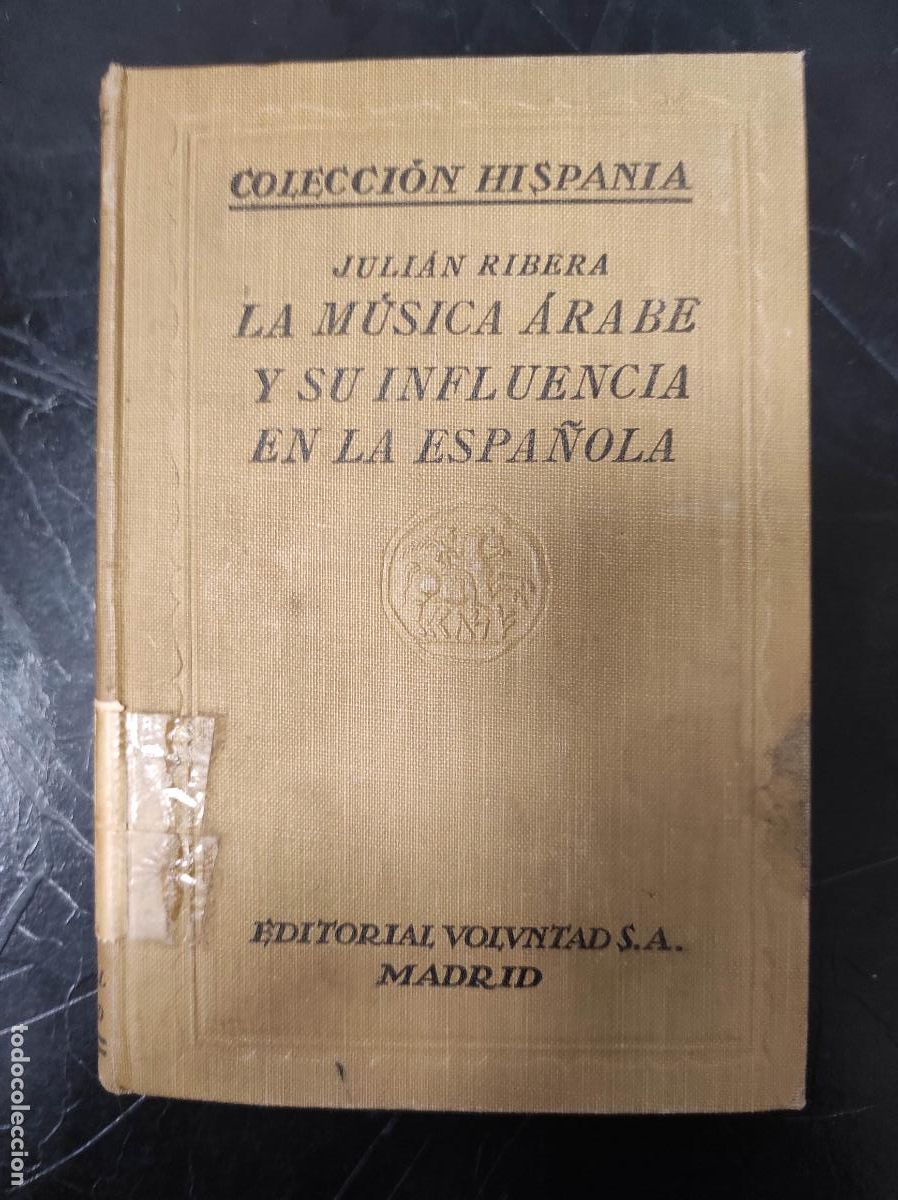 COLECCIÓN HISPANIA
JULIÁN RIBERA
LA MÚSICA ÁRABE
Y SU INFLUENCIA
EN LA ESPAÑOLA
EDITORIAL VOLVNTAD S.A.
MADRID
todocoleccion